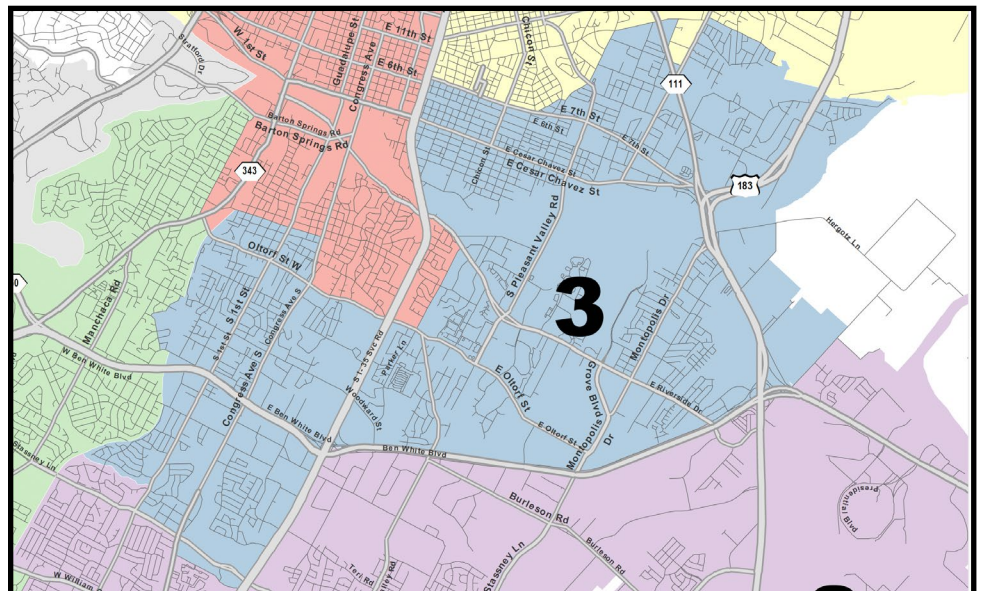 Stratford Dr
W 1st St
Guadalupe St
Congress Ave
E 11th St
E 6th St
Chicon St
111
Barton Springs Rd
Barton Springs Rd
343
E 7th St
E 6th St
E 7th St
Chicon St
E Cesar Chavez St
E Cesar Chavez St
183
Hergotz Ln
S Pleasant Valley Rd
Oltorf St W
0
Manchaca Rd
S 1st St
S 1st St
Congress Ave S
Congress Ave S
3
Montopolis Dr
S I-35 Svc Rd
Parker Ln
W Ben White Blvd
Woodward St
E Oltorf St
Grove Blvd
E Riverside Dr
E Ben White Blvd
E Oltorf St
Montopolis Dr
Ben White Blvd
Stassney Ln
Burleson Rd
Presidential Blvd
Burleson Rd
Stassney Ln
Teri Rd
lley Rd
W William C